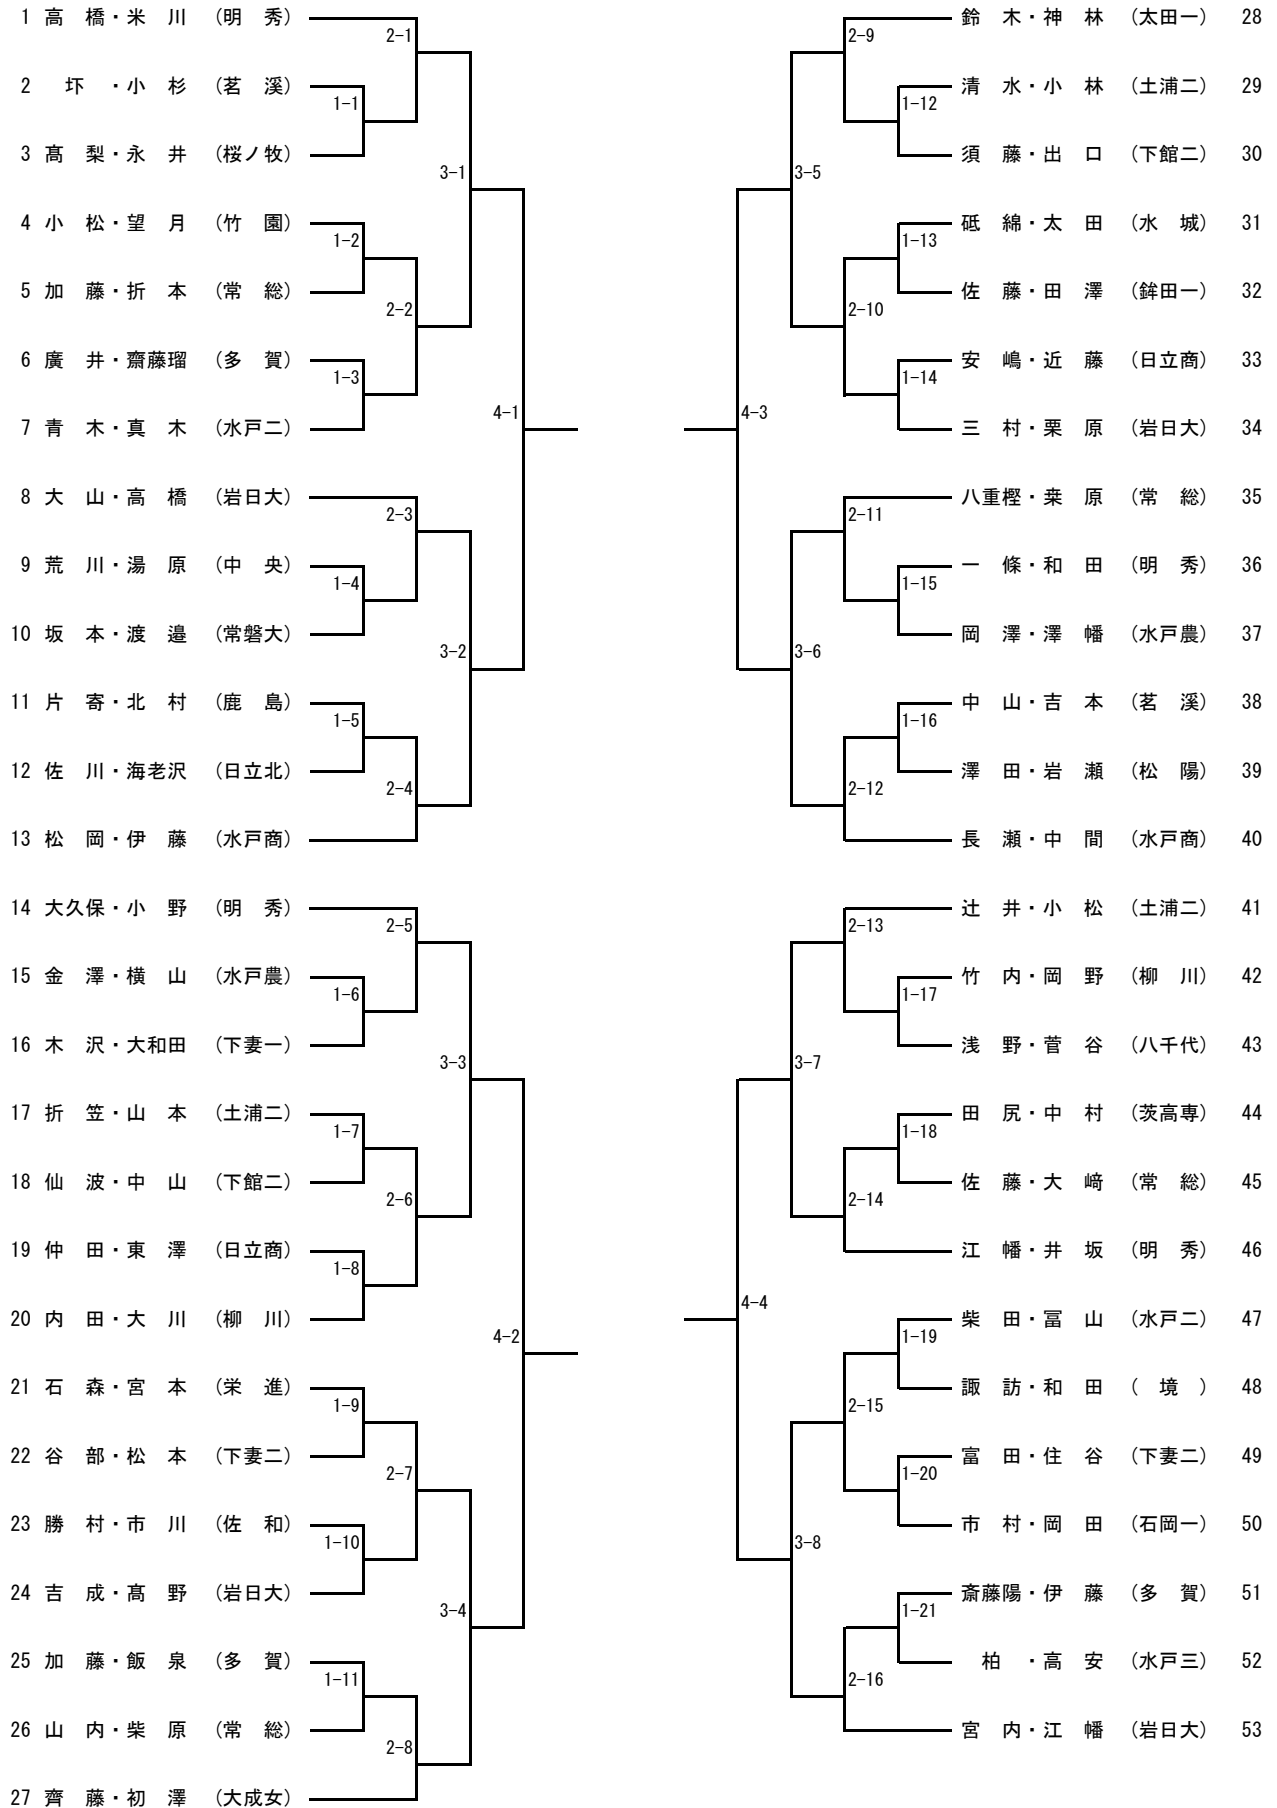 1 高 橋・米 川 （明 秀）
2-1
2 圷 ・小 杉 （茗 溪）
1-1
3 髙 梨・永 井 （桜ノ牧）
3-1
4 小 松・望 月 （竹 園）
1-2
5 加 藤・折 本 （常 総）
2-2
6 廣 井・齋藤瑠 （多 賀）
1-3
7 青 木・真 木 （水戸二）
4-1
8 大 山・高 橋 （岩日大）
2-3
9 荒 川・湯 原 （中 央）
1-4
10 坂 本・渡 邉 （常磐大）
3-2
11 片 寄・北 村 （鹿 島）
1-5
12 佐 川・海老沢 （日立北）
2-4
13 松 岡・伊 藤 （水戸商）
14 大久保・小 野 （明 秀）
2-5
15 金 澤・横 山 （水戸農）
1-6
16 木 沢・大和田 （下妻一）
3-3
17 折 笠・山 本 （土浦二）
1-7
18 仙 波・中 山 （下館二）
2-6
19 仲 田・東 澤 （日立商）
1-8
20 内 田・大 川 （柳 川）
4-2
21 石 森・宮 本 （栄 進）
1-9
22 谷 部・松 本 （下妻二）
2-7
23 勝 村・市 川 （佐 和）
1-10
24 吉 成・髙 野 （岩日大）
3-4
25 加 藤・飯 泉 （多 賀）
1-11
26 山 内・柴 原 （常 総）
2-8
27 齊 藤・初 澤 （大成女）
鈴 木・神 林 （太田一） 28
2-9
清 水・小 林 （土浦二） 29
1-12
須 藤・出 口 （下館二） 30
3-5
砥 綿・太 田 （水 城） 31
1-13
佐 藤・田 澤 （鉾田一） 32
2-10
安 嶋・近 藤 （日立商） 33
1-14
三 村・栗 原 （岩日大） 34
4-3
八重樫・桒 原 （常 総） 35
2-11
一 條・和 田 （明 秀） 36
1-15
岡 澤・澤 幡 （水戸農） 37
3-6
中 山・吉 本 （茗 溪） 38
1-16
澤 田・岩 瀬 （松 陽） 39
2-12
長 瀬・中 間 （水戸商） 40
辻 井・小 松 （土浦二） 41
2-13
竹 内・岡 野 （柳 川） 42
1-17
浅 野・菅 谷 （八千代） 43
3-7
田 尻・中 村 （茨高専） 44
1-18
佐 藤・大 﨑 （常 総） 45
2-14
江 幡・井 坂 （明 秀） 46
4-4
柴 田・冨 山 （水戸二） 47
1-19
諏 訪・和 田 （ 境 ） 48
2-15
富 田・住 谷 （下妻二） 49
1-20
市 村・岡 田 （石岡一） 50
3-8
斎藤陽・伊 藤 （多 賀） 51
1-21
柏 ・高 安 （水戸三） 52
2-16
宮 内・江 幡 （岩日大） 53